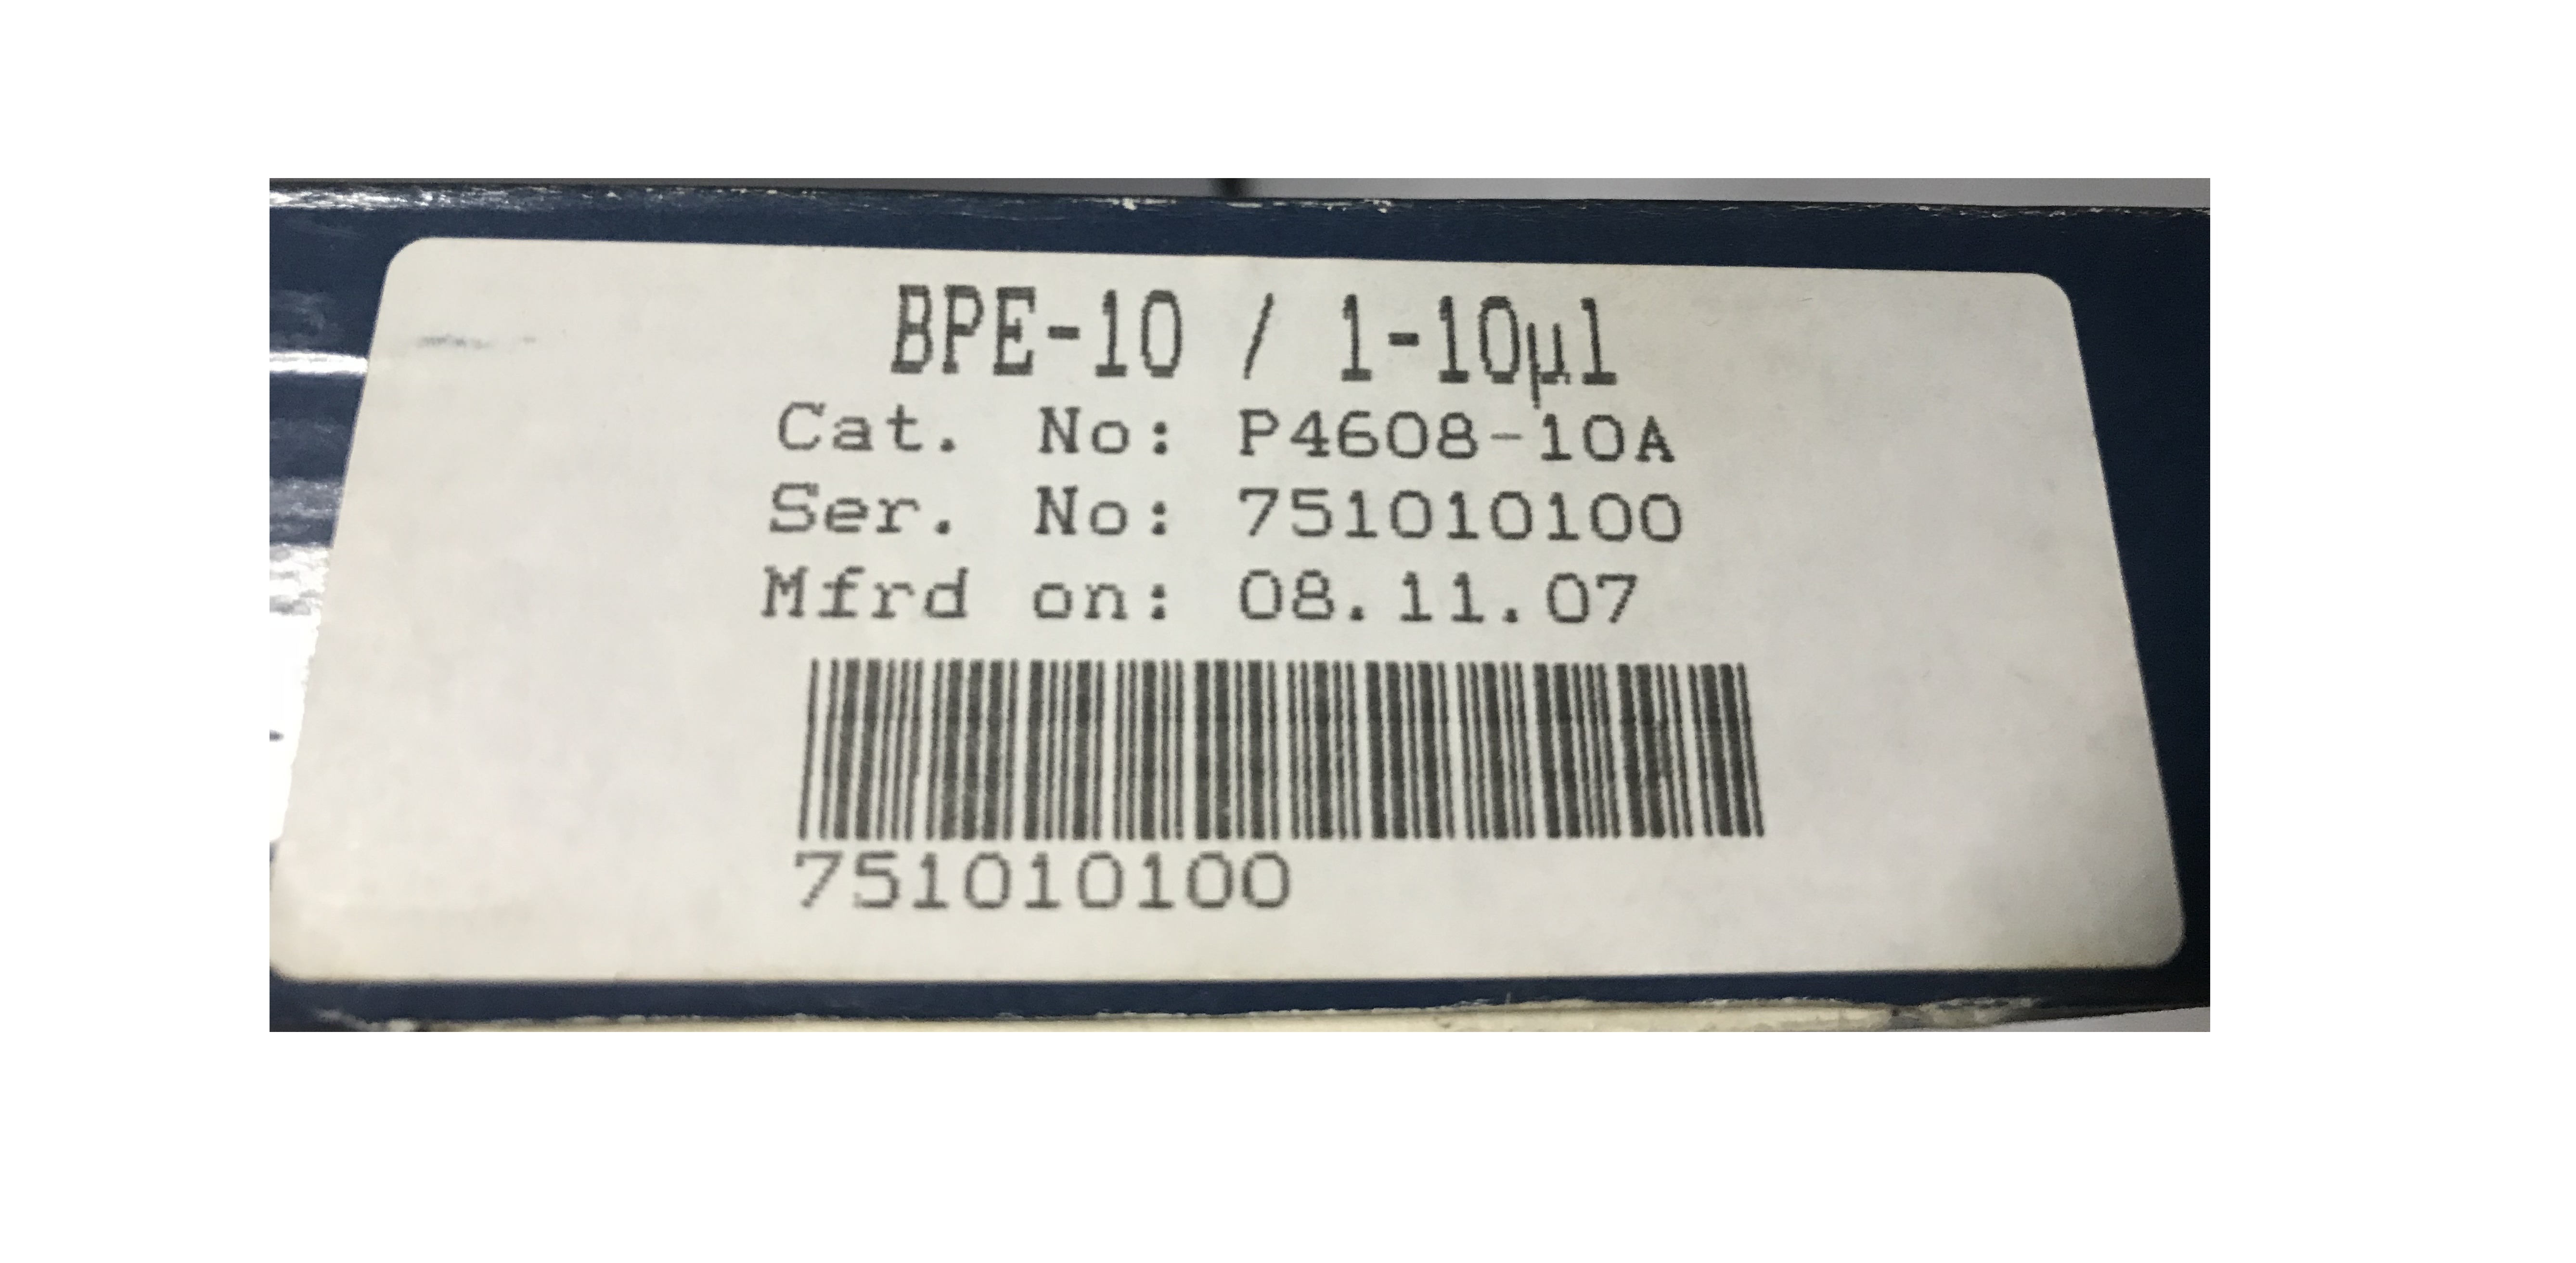 BPE-10 / 1-10µl
Cat. No: P4608-10A
Ser. No: 751010100
Mfrd on: 08.11.07
751010100